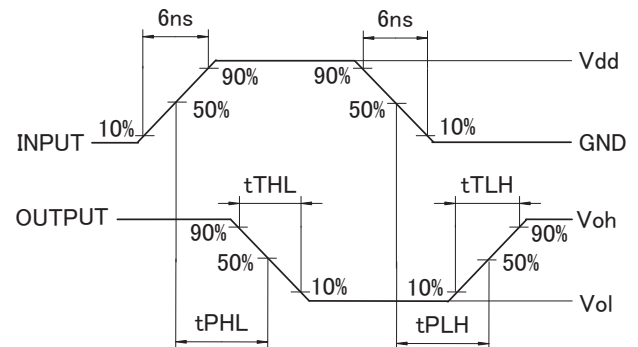 6ns 6ns
90% 90% Vdd
50% 50%
INPUT 10% 10% GND
tTHL tTLH
OUTPUT Voh
90% 90%
50% 50%
10% 10% Vol
tPHL tPLH